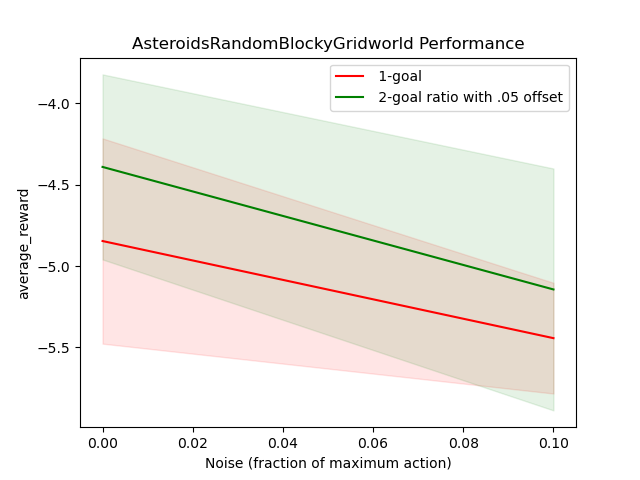 AsteroidsRandomBlockyGridworld Performance
1-goal
2-goal ratio with .05 offset
average_reward
−4.0
−4.5
−5.0
−5.5
0.00 0.02 0.04 0.06 0.08 0.10
Noise (fraction of maximum action)